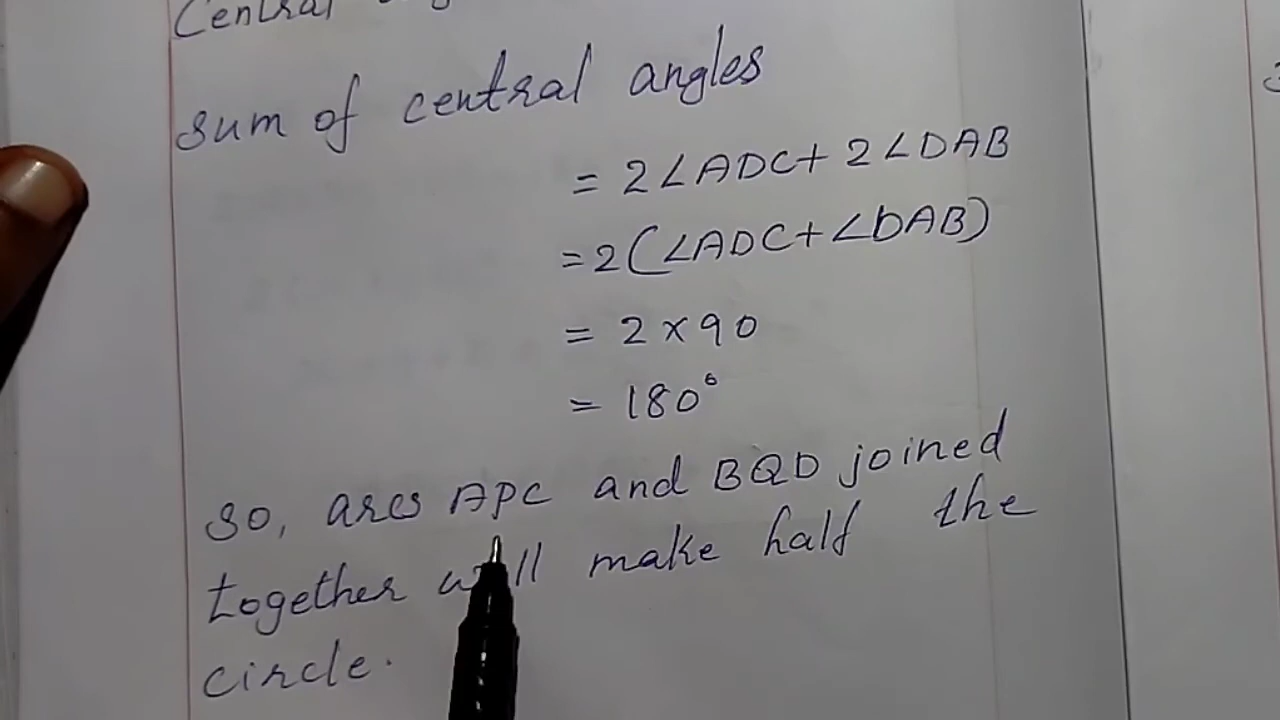 Central
sum of central angles
= 2∠ADC+ 2∠DAB
=2(∠ADC+∠DAB)
= 2 × 90
= 180°
so, arcs APC and BQD joined
together will make half the
circle.